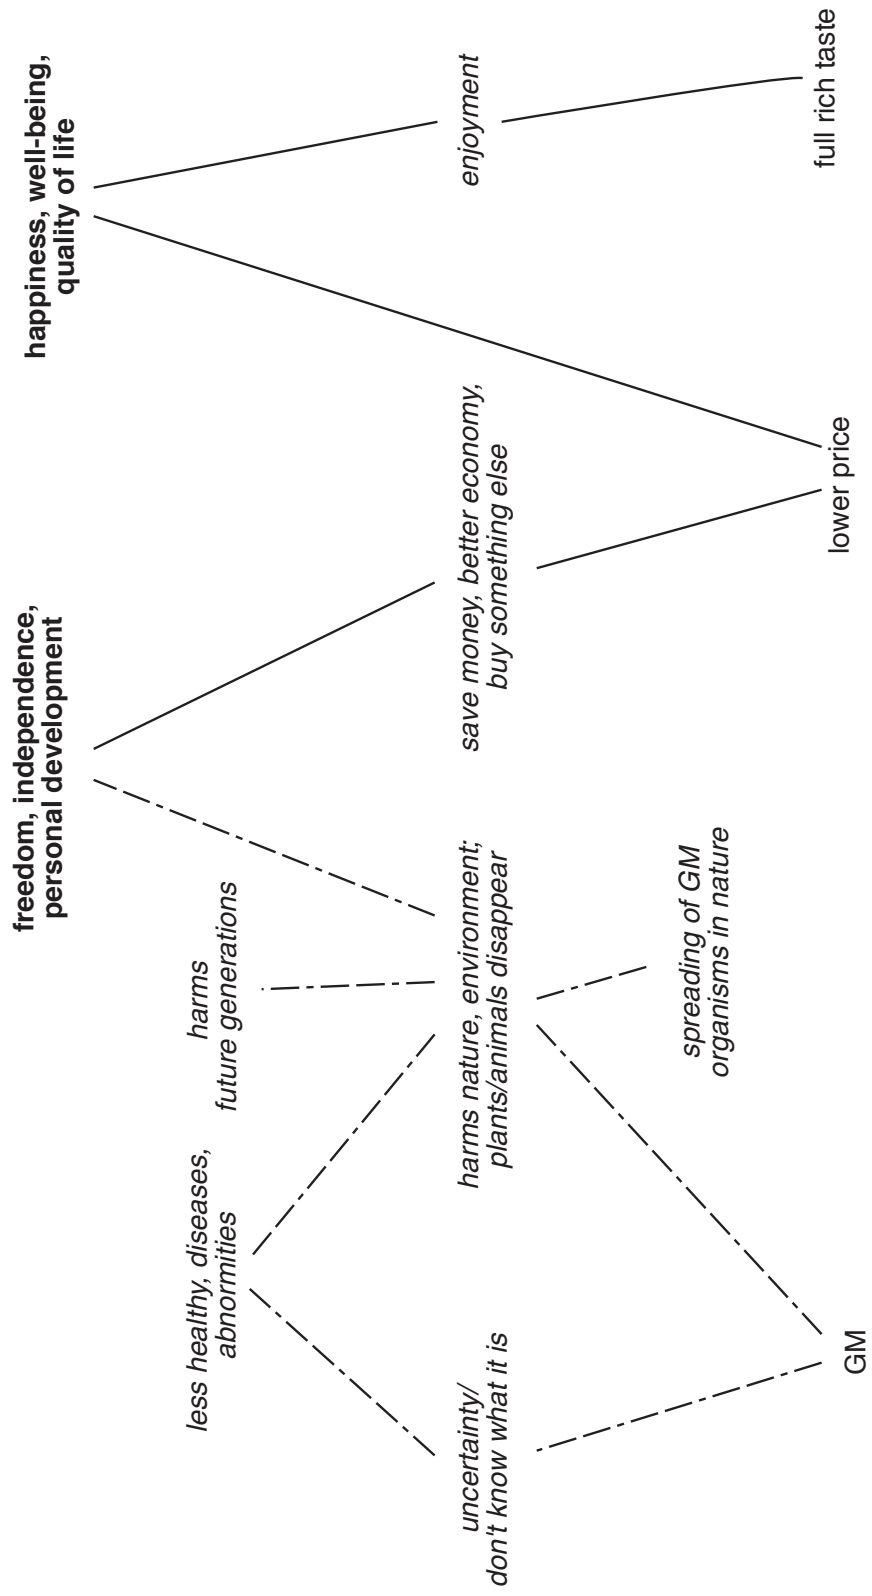 freedom, independence,
personal development
happiness, well-being,
quality of life
less healthy, diseases,
abnormities
harms
future generations
uncertainty/
don't know what it is
harms nature, environment;
plants/animals disappear
save money, better economy,
buy something else
enjoyment
spreading of GM
organisms in nature
GM
lower price
full rich taste